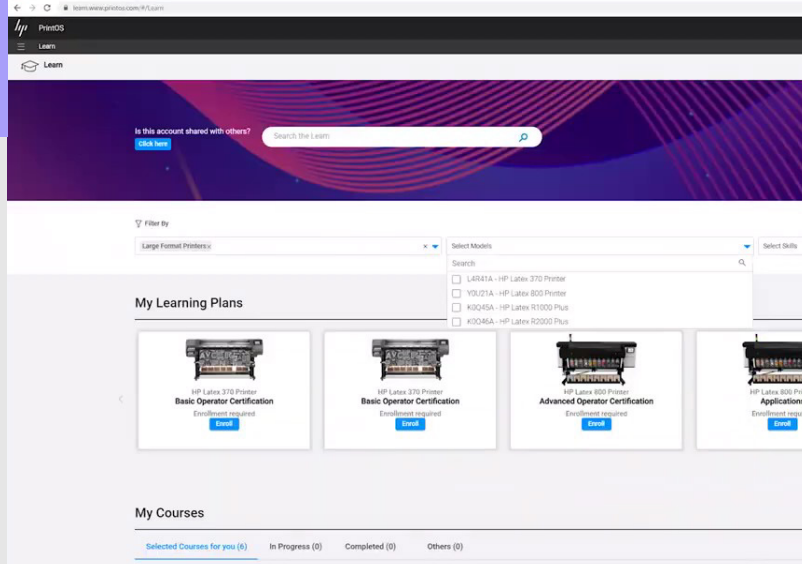 learn.www.printos.com/#/Learn
hp PrintOS
Learn
Learn
Is this account shared with others?
Click here
Search the Learn
Filter By
Large Format Printers x
Select Models
Select Skills
Search
L4R41A - HP Latex 370 Printer
Y0U21A - HP Latex 800 Printer
K0Q45A - HP Latex R1000 Plus
K0Q46A - HP Latex R2000 Plus
My Learning Plans
HP Latex 370 Printer
Basic Operator Certification
Enrollment required
Enroll
HP Latex 370 Printer
Basic Operator Certification
Enrollment required
Enroll
HP Latex 800 Printer
Advanced Operator Certification
Enrollment required
Enroll
HP Latex 800 Pri
Applications
Enrollment requ
Enroll
My Courses
Selected Courses for you (6)
In Progress (0)
Completed (0)
Others (0)